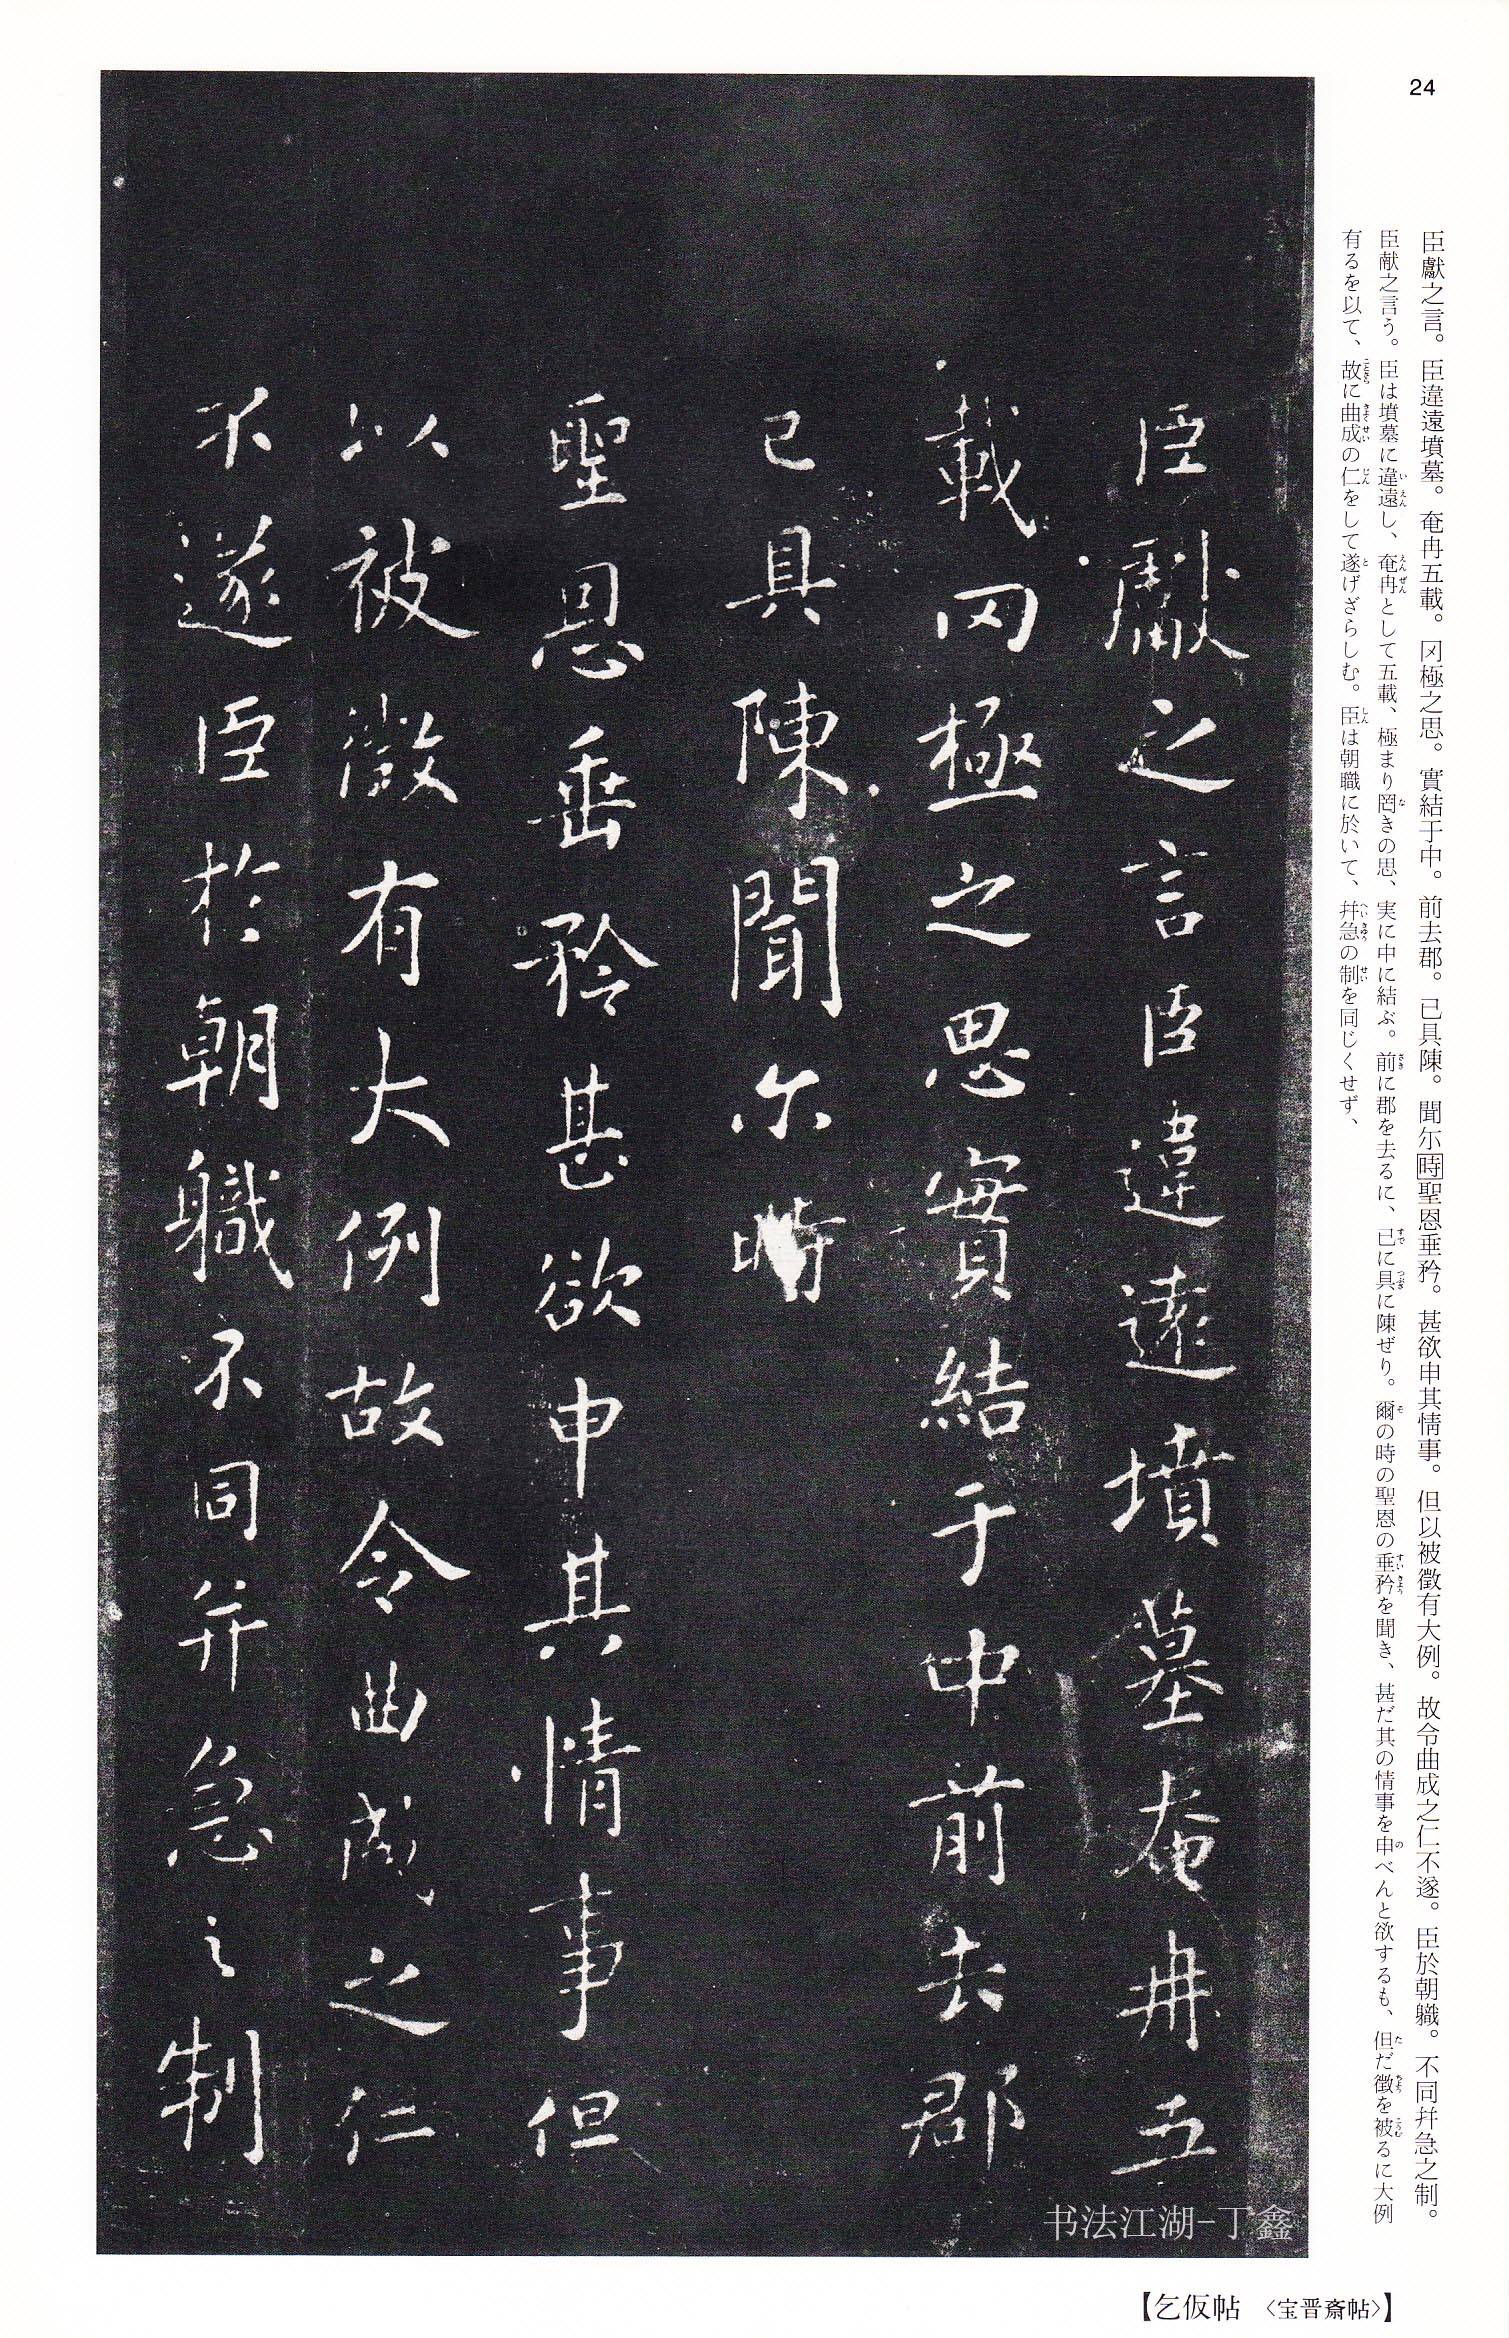 24
臣獻之言。臣違遠墳墓。奄冉五載。罔極之思。實結于中。前去郡。已具陳。聞尓時聖恩垂矜。甚欲申其情事。但以被徵有大例。故令曲成之仁不遂。臣於朝職。不同幷急之制。
臣献之言う。臣は墳墓に違遠し、奄冉として五載、極まり罔きの思、実に中に結ぶ。前に郡を去るに、已に具に陳ぜり。爾の時の聖恩の垂矜を聞き、甚だ其の情事を申べんと欲するも、但だ徴を被るに大例
有るを以て、故に曲成の仁をして遂げざらしむ。臣は朝職に於いて、幷急の制を同じくせず、
臣獻之言臣違遠墳墓奄冉五
載罔極之思實結于中前去郡
已具陳聞尓時
聖恩垂矜甚欲申其情事但
以被徵有大例故令曲成之仁
不遂臣於朝職不同幷急之制
书法江湖-丁鑫
【乞仮帖 〈宝晋斎帖〉】